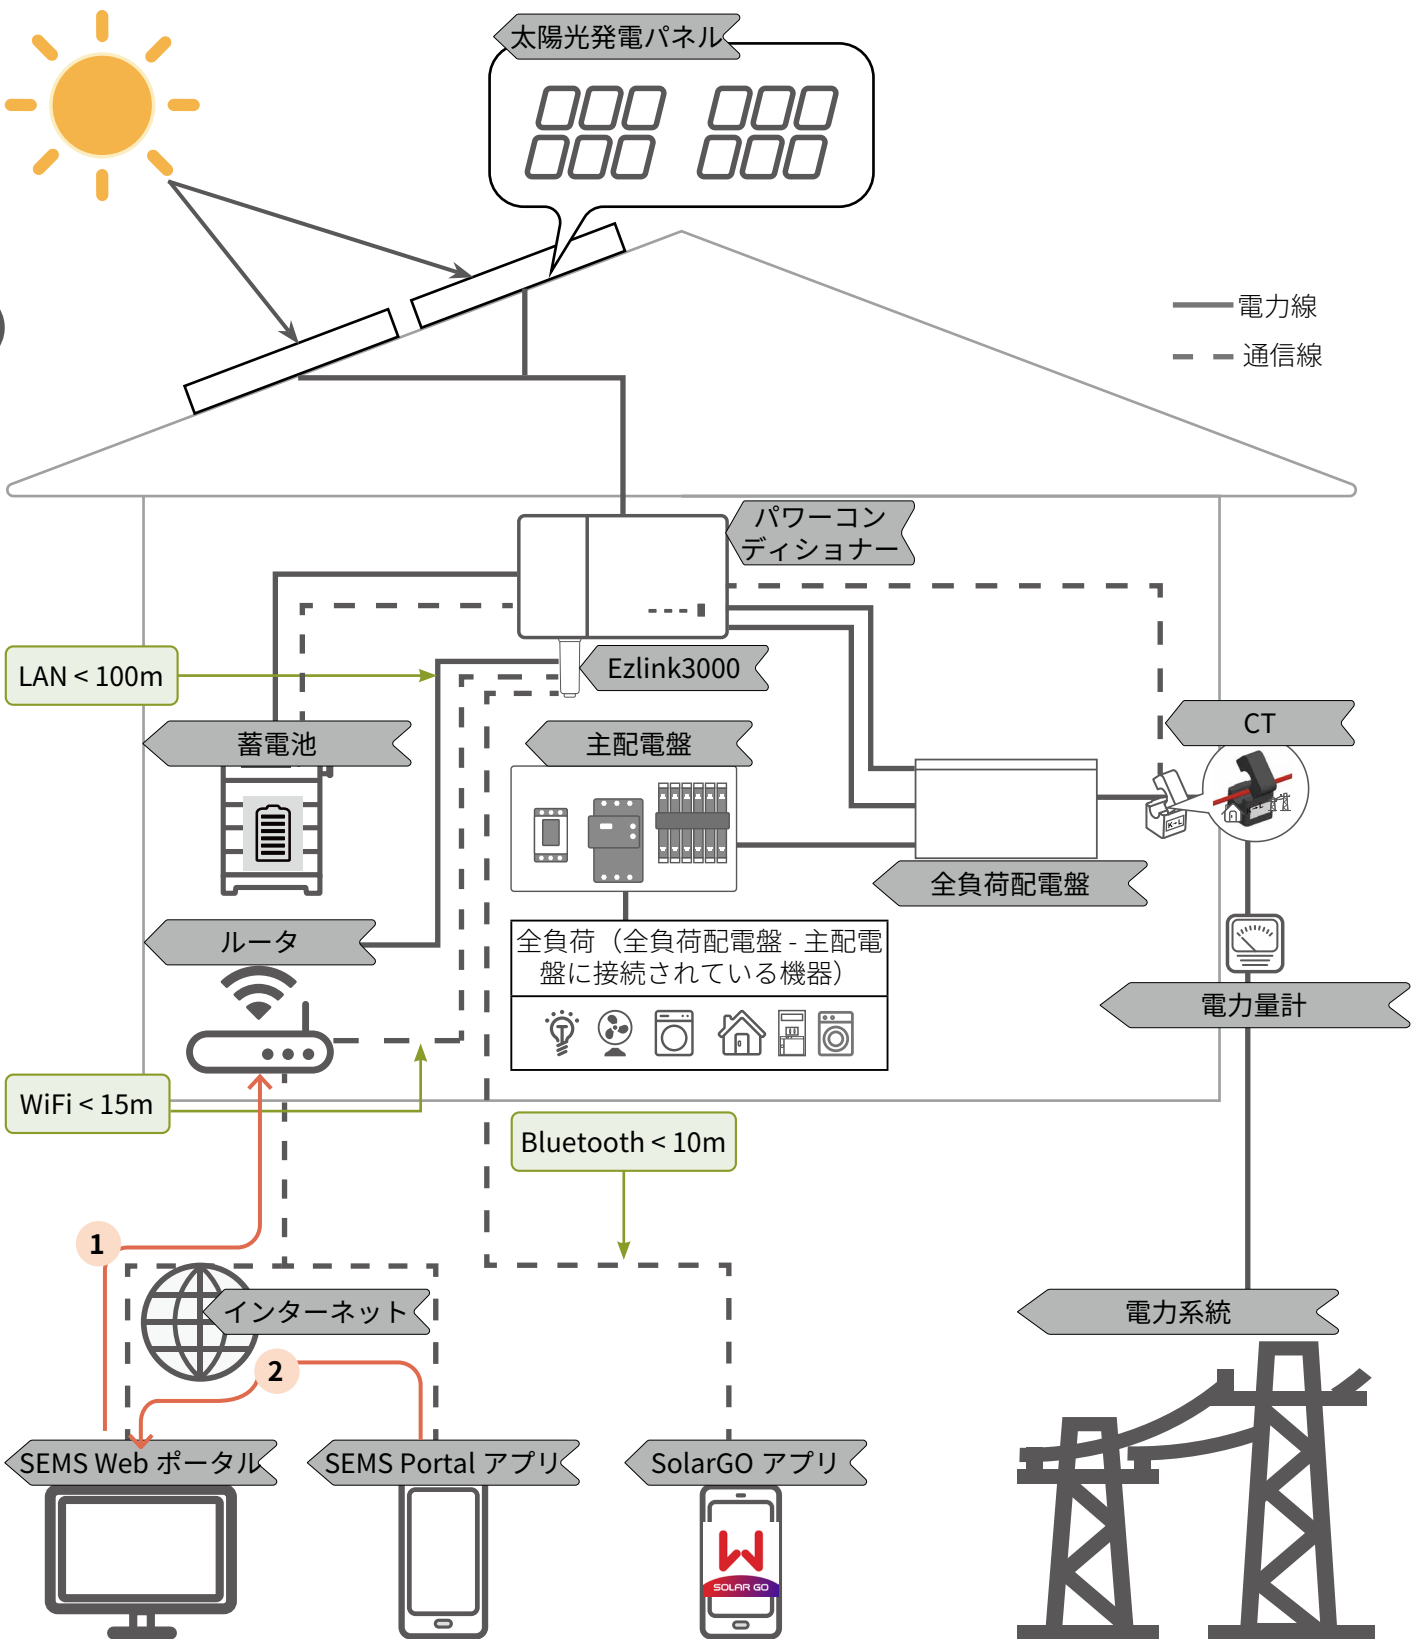 太陽光発電パネル
電力線
通信線
パワーコン
ディショナー
LAN < 100m
Ezlink3000
CT
蓄電池
主配電盤
K→L
全負荷配電盤
ルータ
全負荷（全負荷配電盤 - 主配電
盤に接続されている機器）
電力量計
WiFi < 15m
Bluetooth < 10m
1
インターネット
電力系統
2
SEMS Web ポータル
SEMS Portal アプリ
SolarGO アプリ
SOLAR GO